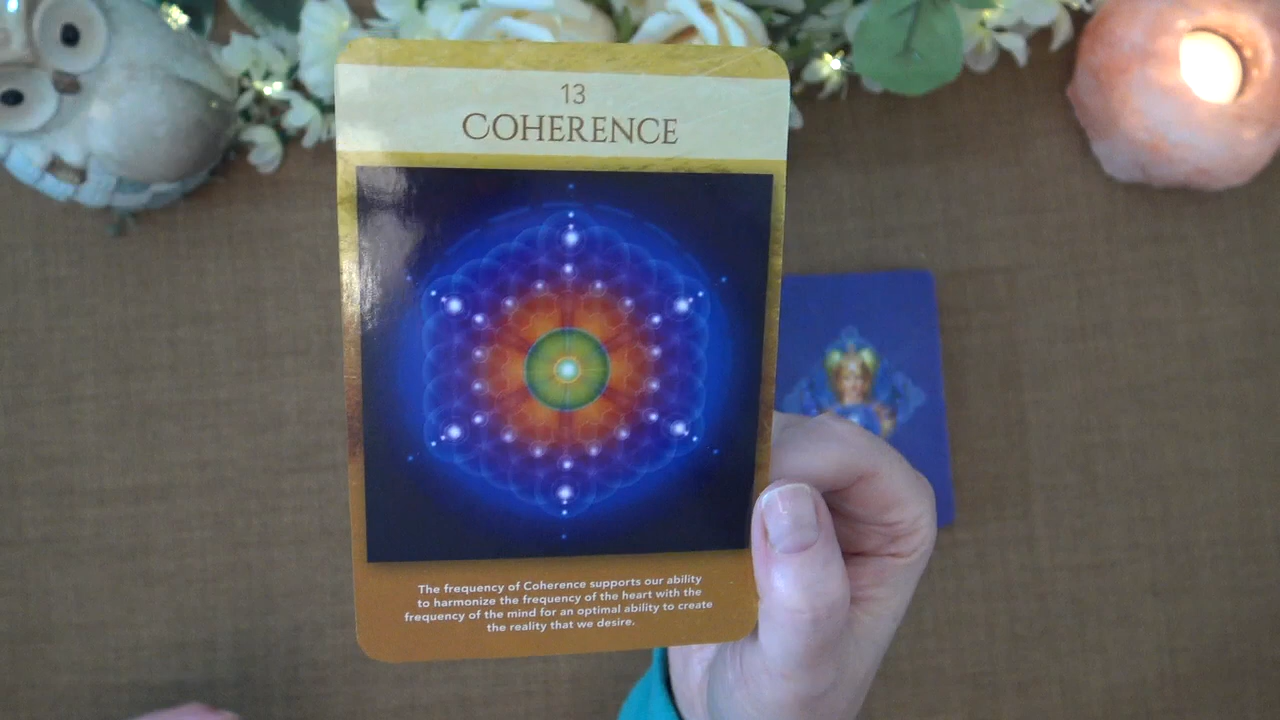 13
COHERENCE
The frequency of Coherence supports our ability
to harmonize the frequency of the heart with the
frequency of the mind for an optimal ability to create
the reality that we desire.